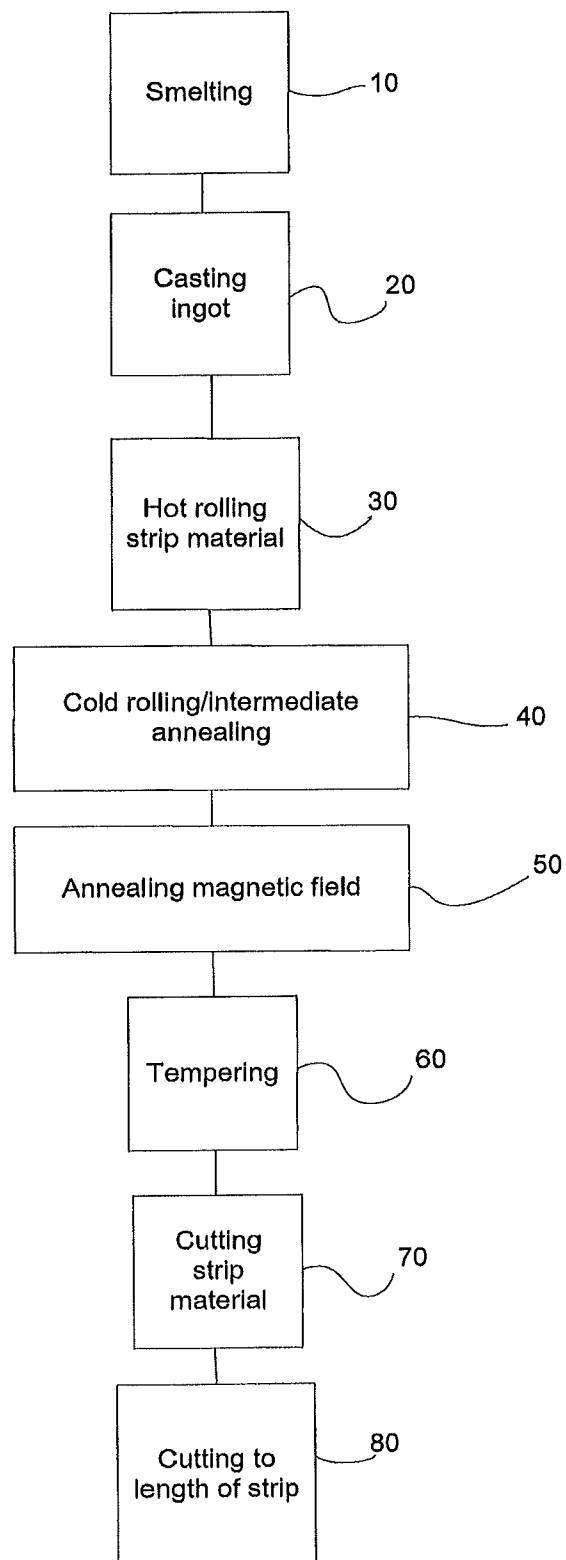 Smelting
10
Casting
ingot
20
Hot rolling
strip material
30
Cold rolling/intermediate
annealing
40
Annealing magnetic field
50
Tempering
60
Cutting
strip
material
70
Cutting to
length of strip
80